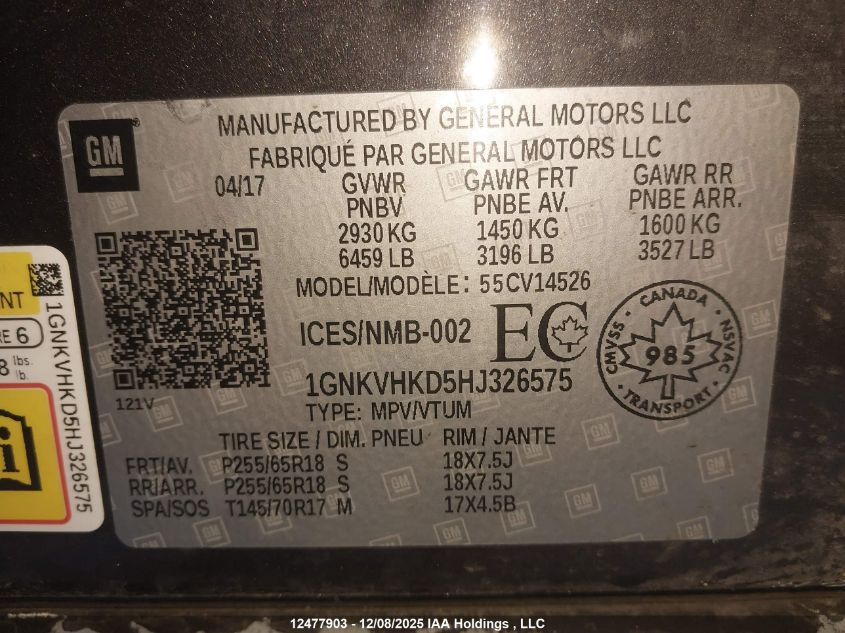 GM
MANUFACTURED BY GENERAL MOTORS LLC
FABRIQUÉ PAR GENERAL MOTORS LLC
04/17 GVWR GAWR FRT GAWR RR
PNBV PNBE AV. PNBE ARR.
2930 KG 1450 KG 1600 KG
6459 LB 3196 LB 3527 LB
MODEL/MODÈLE: 55CV14526
ICES/NMB-002 EC
1GNKVHKD5HJ326575
TYPE: MPV/VTUM
121V
CANADA
CMVSS NSVAC
985
TRANSPORT
TIRE SIZE / DIM. PNEU RIM / JANTE
FRT/AV. P255/65R18 S 18X7.5J
RR/ARR. P255/65R18 S 18X7.5J
SPA/SOS T145/70R17 M 17X4.5B
6
8 lbs.
lb.
1GNKVHKD5HJ326575
12477903 - 12/08/2025 IAA Holdings , LLC